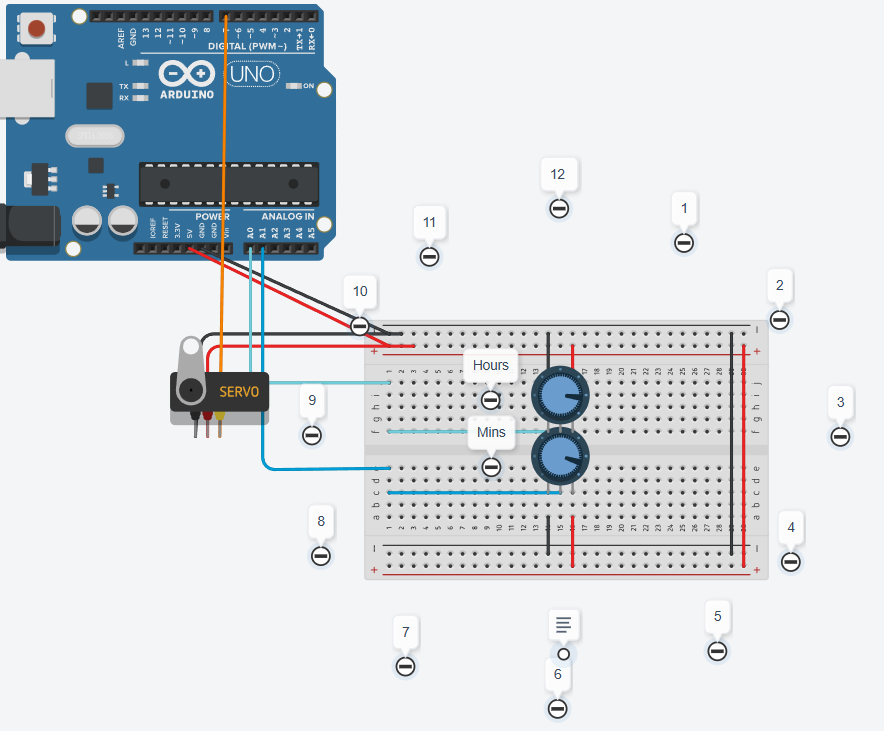 AREF
GND
13
12
~11
~10
~9
8
7
~6
~5
4
~3
2
TX→1
RX←0
DIGITAL (PWM~)
L
TX
RX
UNO
ARDUINO
ON
POWER
ANALOG IN
IOREF
RESET
3.3V
5V
GND
GND
Vin
A0
A1
A2
A3
A4
A5
12
1
11
2
10
Hours
3
9
SERVO
Mins
8
4
7
5
6
j
i
h
g
f
e
d
c
b
a